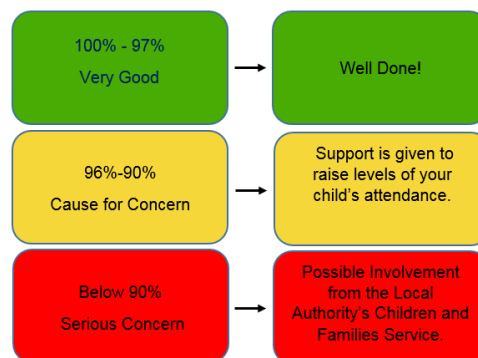 100% - 97%
Very Good
Well Done!
96%-90%
Cause for Concern
Support is given to
raise levels of your
child's attendance.
Below 90%
Serious Concern
Possible Involvement
from the Local
Authority's Children and
Families Service.